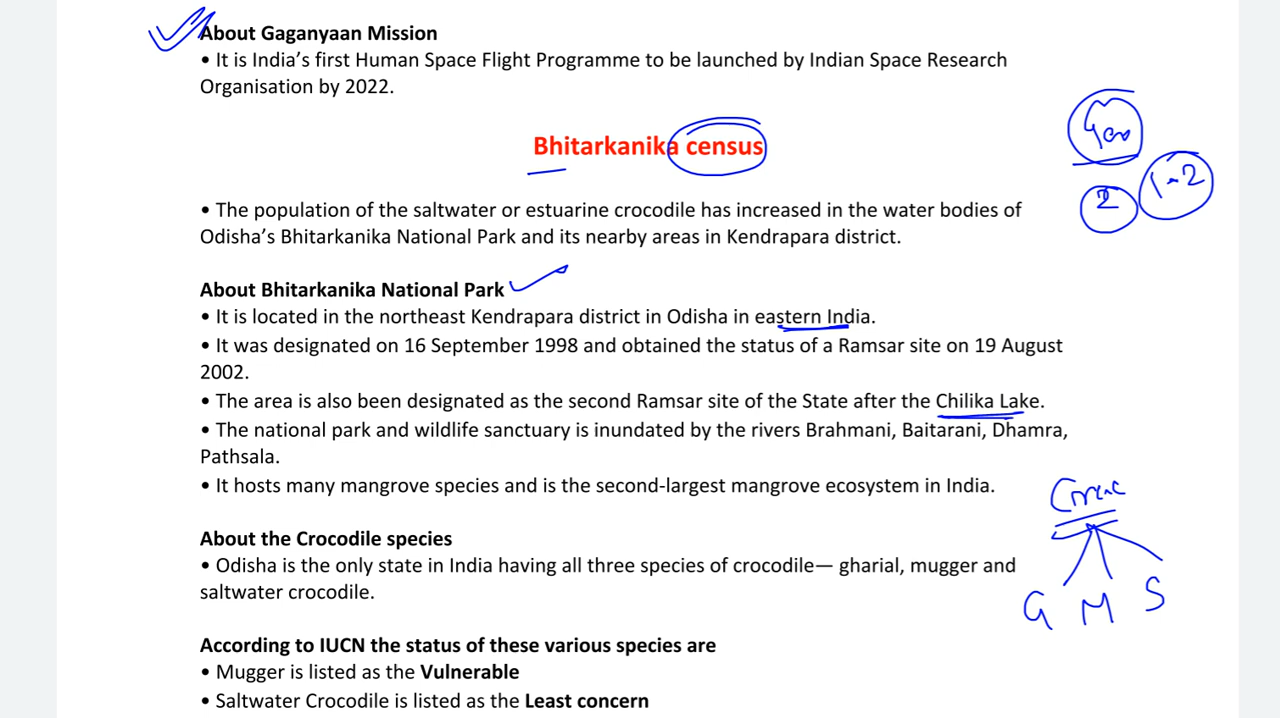 About Gaganyaan Mission
• It is India's first Human Space Flight Programme to be launched by Indian Space Research
Organisation by 2022.
Bhitarkanika census
400
2
1-2
• The population of the saltwater or estuarine crocodile has increased in the water bodies of
Odisha's Bhitarkanika National Park and its nearby areas in Kendrapara district.
About Bhitarkanika National Park
• It is located in the northeast Kendrapara district in Odisha in eastern India.
• It was designated on 16 September 1998 and obtained the status of a Ramsar site on 19 August
2002.
• The area is also been designated as the second Ramsar site of the State after the Chilika Lake.
• The national park and wildlife sanctuary is inundated by the rivers Brahmani, Baitarani, Dhamra,
Pathsala.
• It hosts many mangrove species and is the second-largest mangrove ecosystem in India.
About the Crocodile species
• Odisha is the only state in India having all three species of crocodile— gharial, mugger and
saltwater crocodile.
G M S
According to IUCN the status of these various species are
• Mugger is listed as the Vulnerable
• Saltwater Crocodile is listed as the Least concern